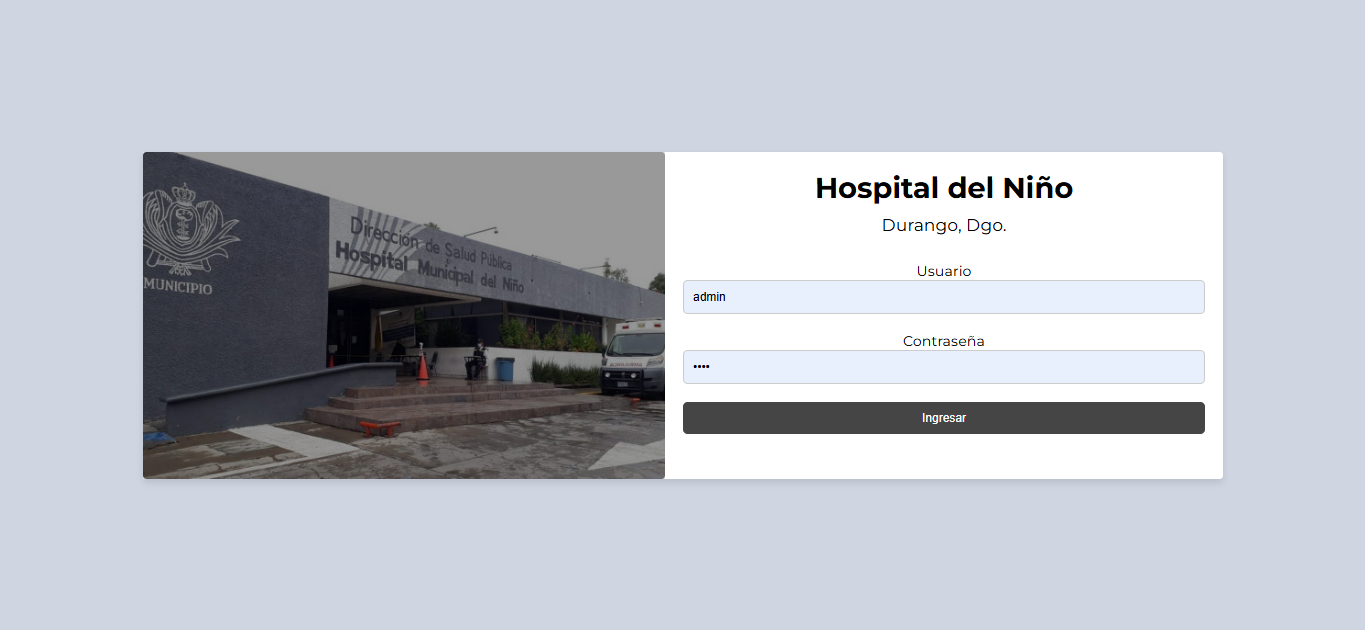 MUNICIPIO
Dirección de Salud Pública
Hospital Municipal del Niño
Hospital del Niño
Durango, Dgo.
Usuario
admin
Contraseña
••••
Ingresar